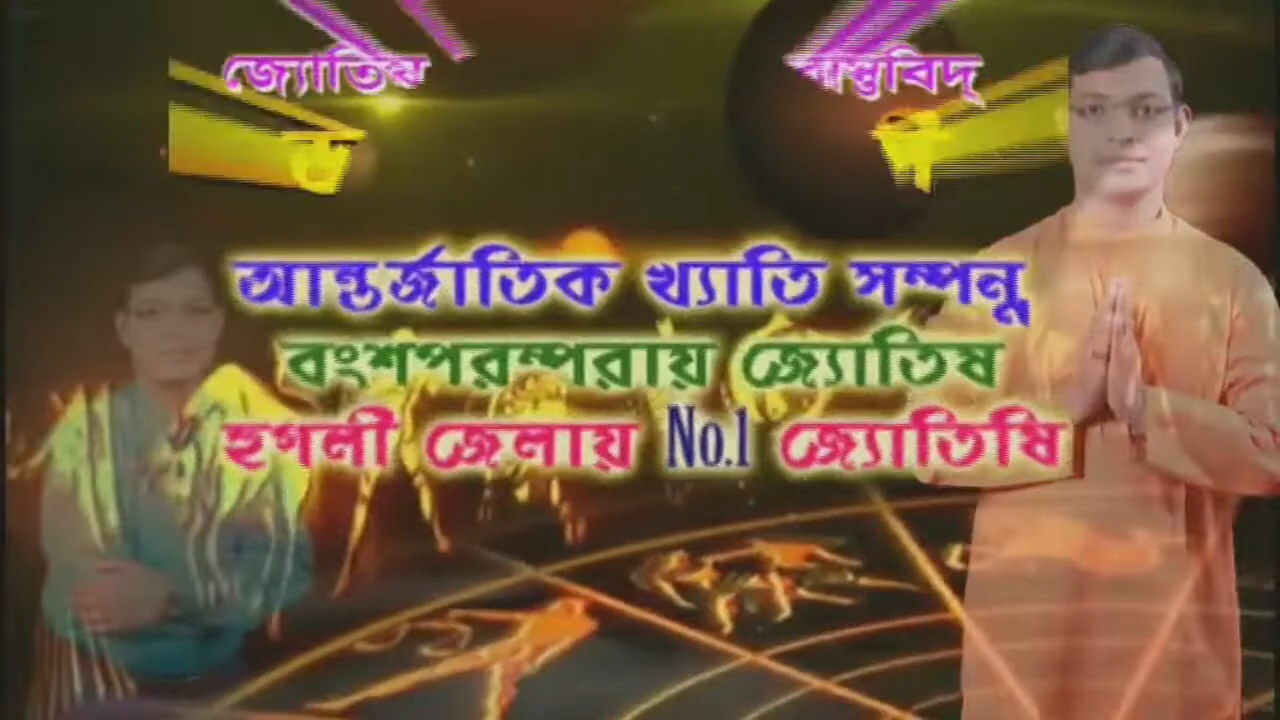 জ্যোতিষ বাস্তুবিদ্
আন্তর্জাতিক খ্যাতি সম্পন্ন
বংশপরম্পরায় জ্যোতিষ
হুগলী জেলায় No.1 জ্যোতিষি